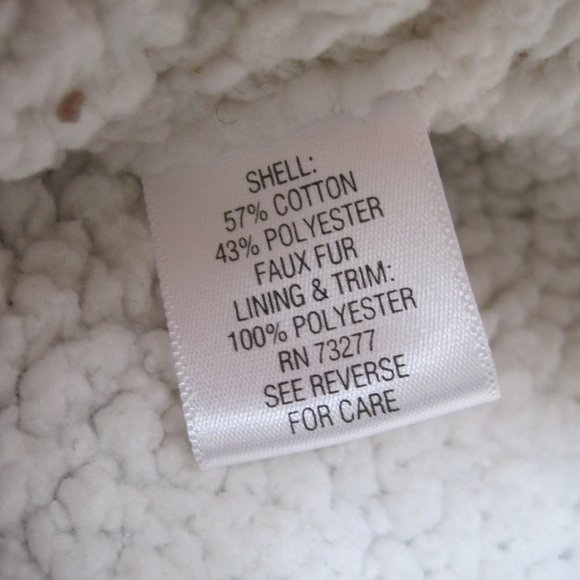 SHELL:
57% COTTON
43% POLYESTER
FAUX FUR
LINING & TRIM:
100% POLYESTER
RN 73277
SEE REVERSE
FOR CARE